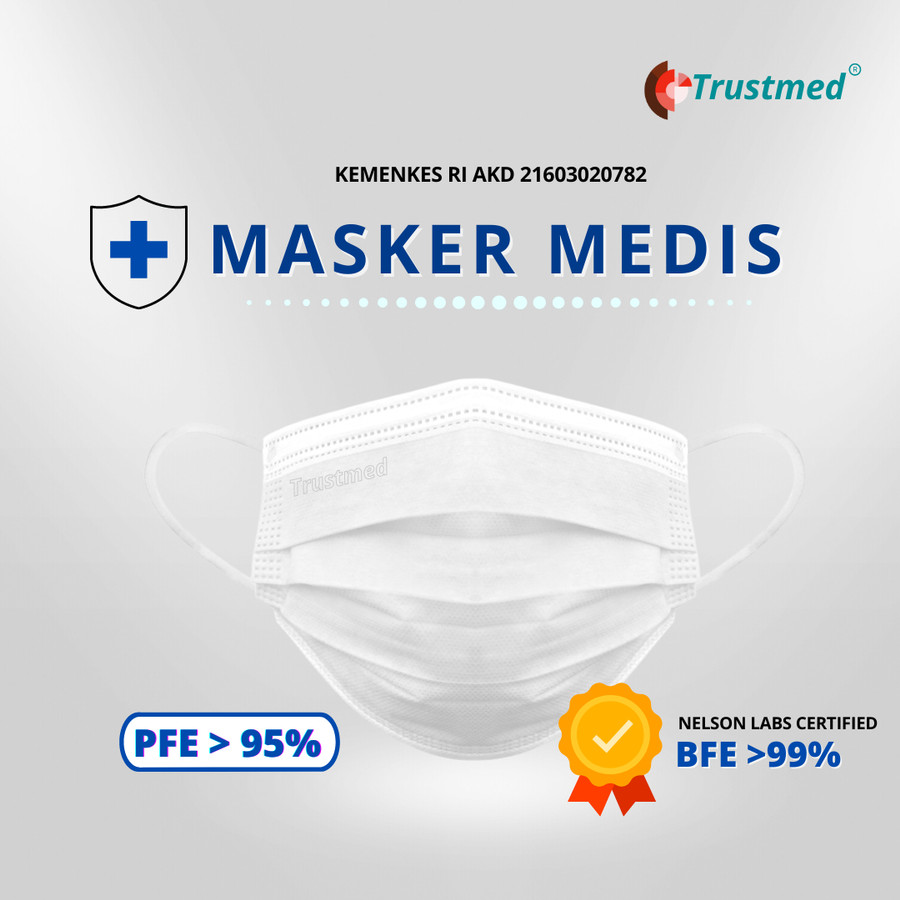 Trustmed®
KEMENKES RI AKD 21603020782
MASKER MEDIS
Trustmed
PFE > 95%
NELSON LABS CERTIFIED
BFE >99%